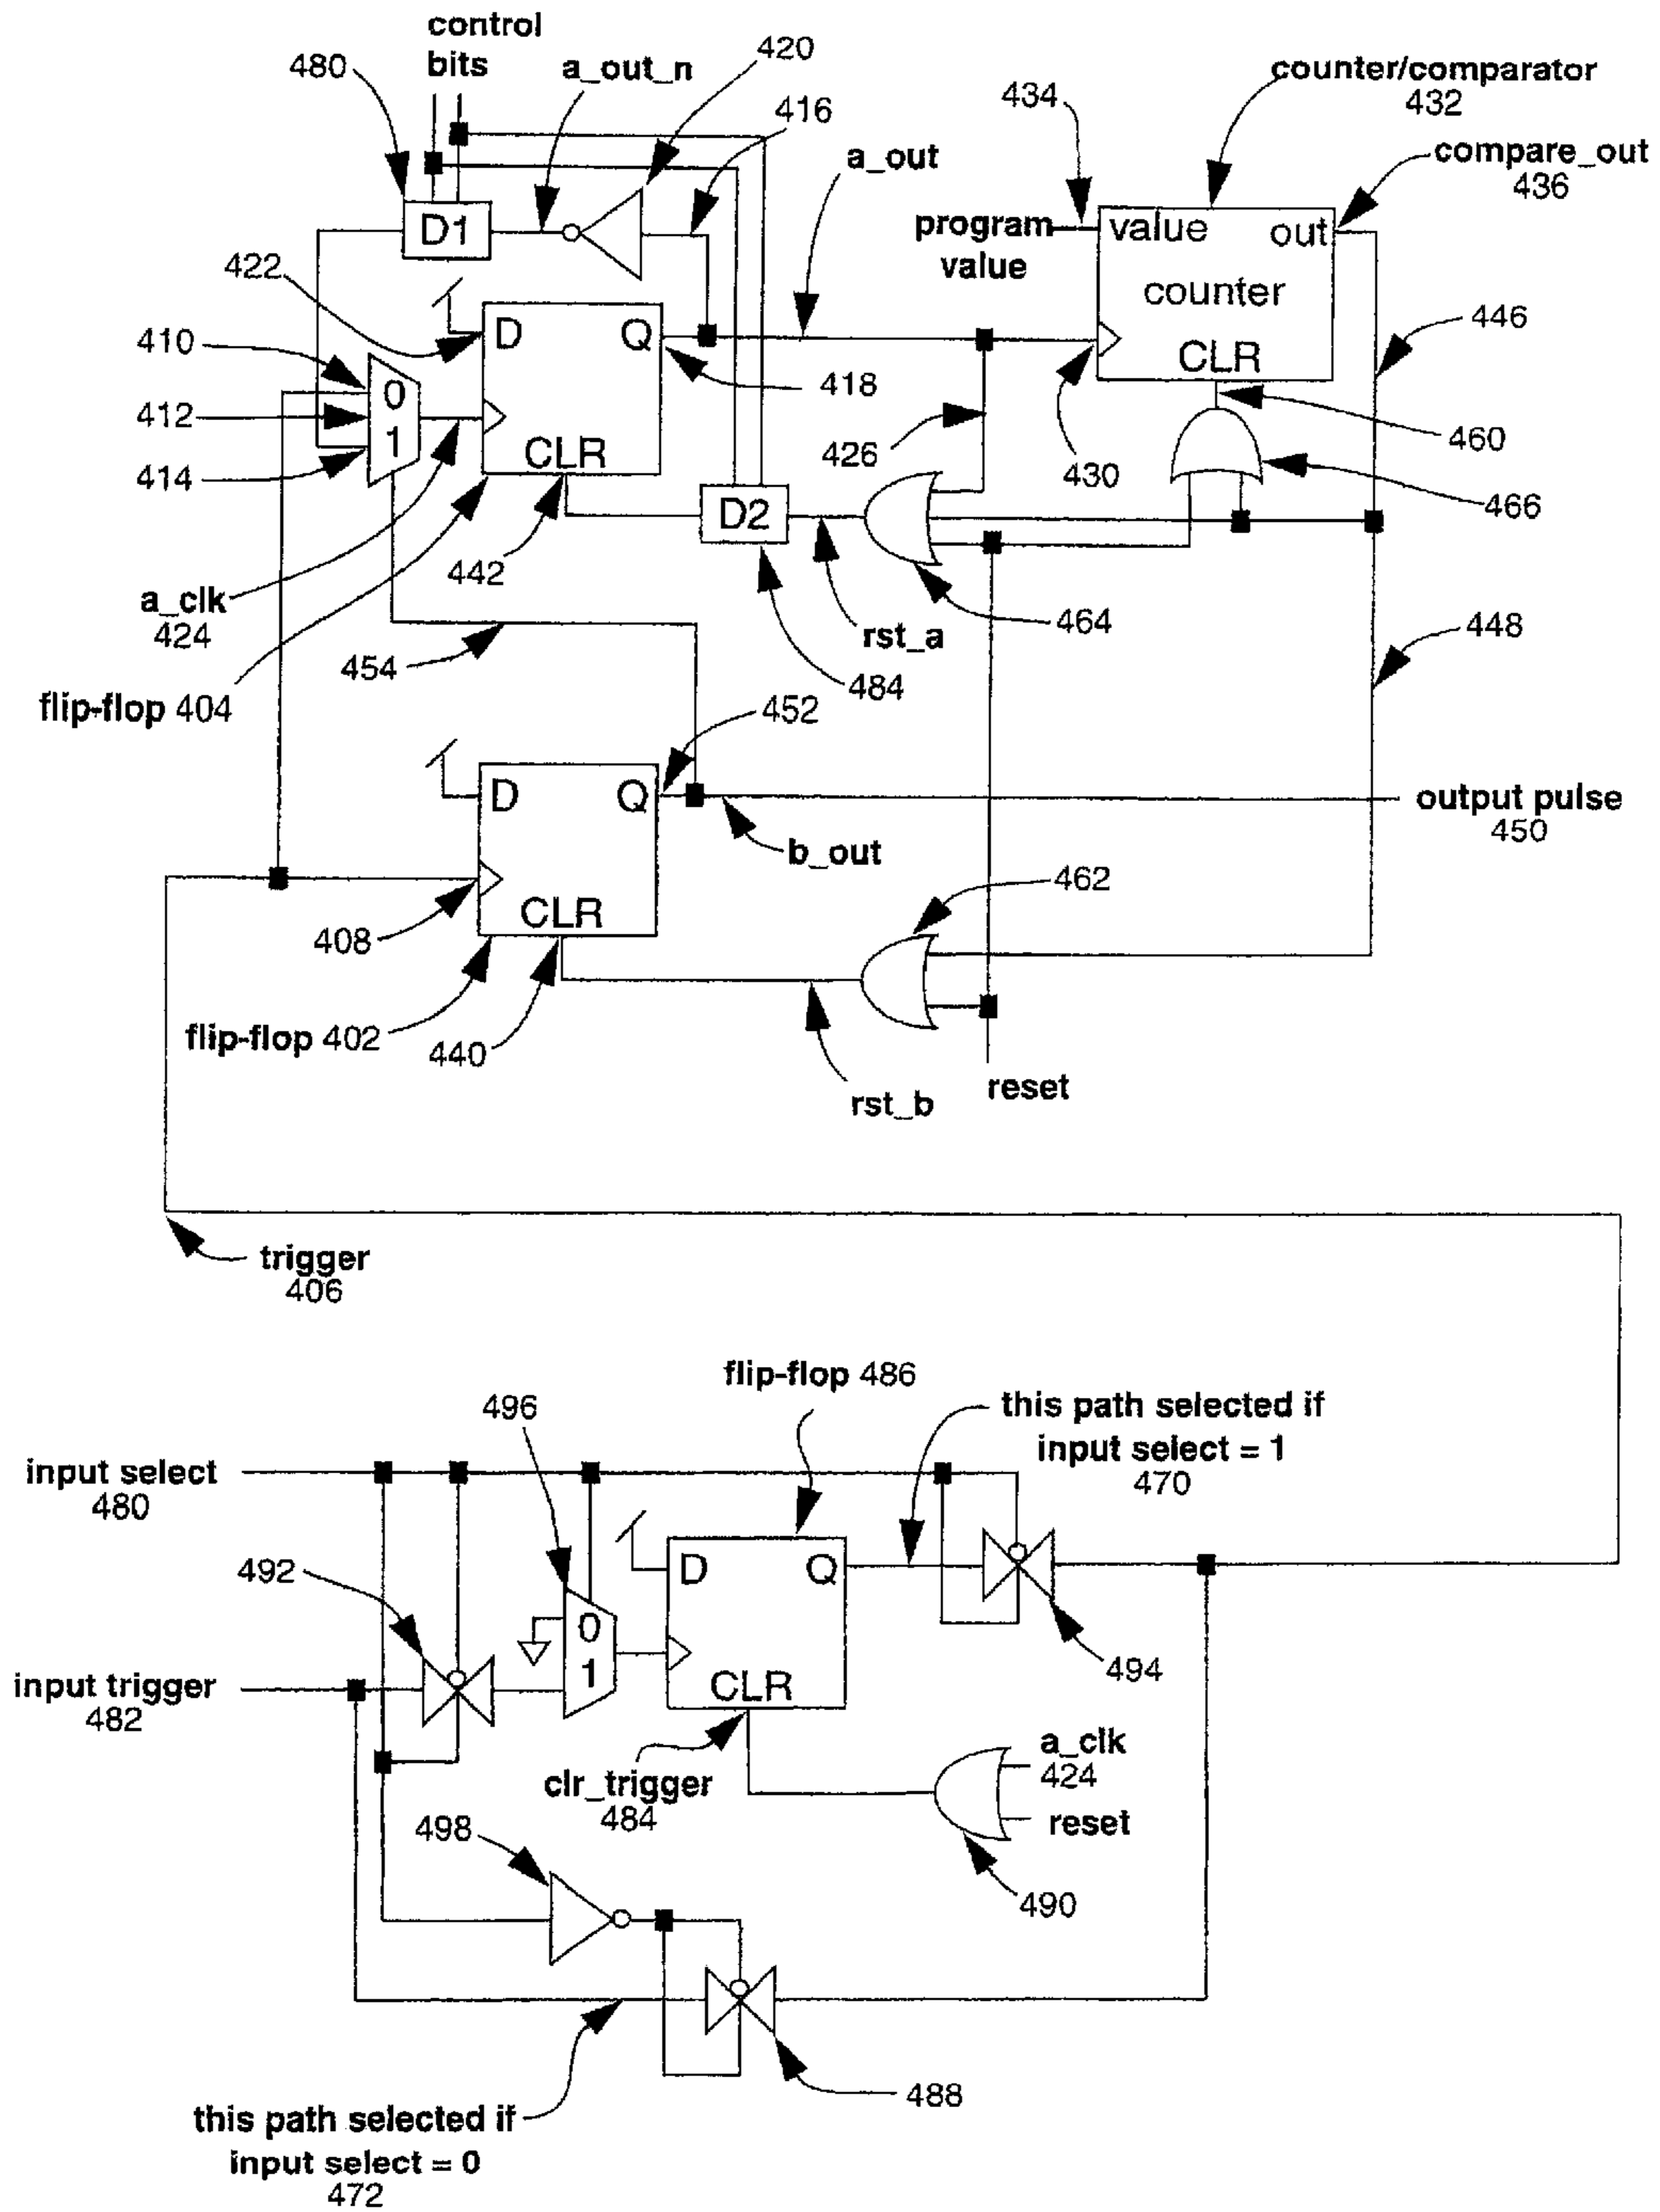 control
bits
480
a_out_n
420
416
a_out
434
counter/comparator
432
compare_out
436
program
value
value
out
counter
CLR
D1
422
D
Q
410
412
414
0
1
CLR
418
426
430
446
460
466
a_clk
424
442
D2
464
rst_a
484
448
454
flip-flop 404
452
D
Q
output pulse
450
b_out
462
408
CLR
flip-flop 402
440
reset
rst_b
trigger
406
flip-flop 486
496
this path selected if
input select = 1
470
input select
480
492
D
Q
0
1
494
input trigger
482
CLR
a_clk
424
clr_trigger
484
reset
498
490
488
this path selected if
input select = 0
472